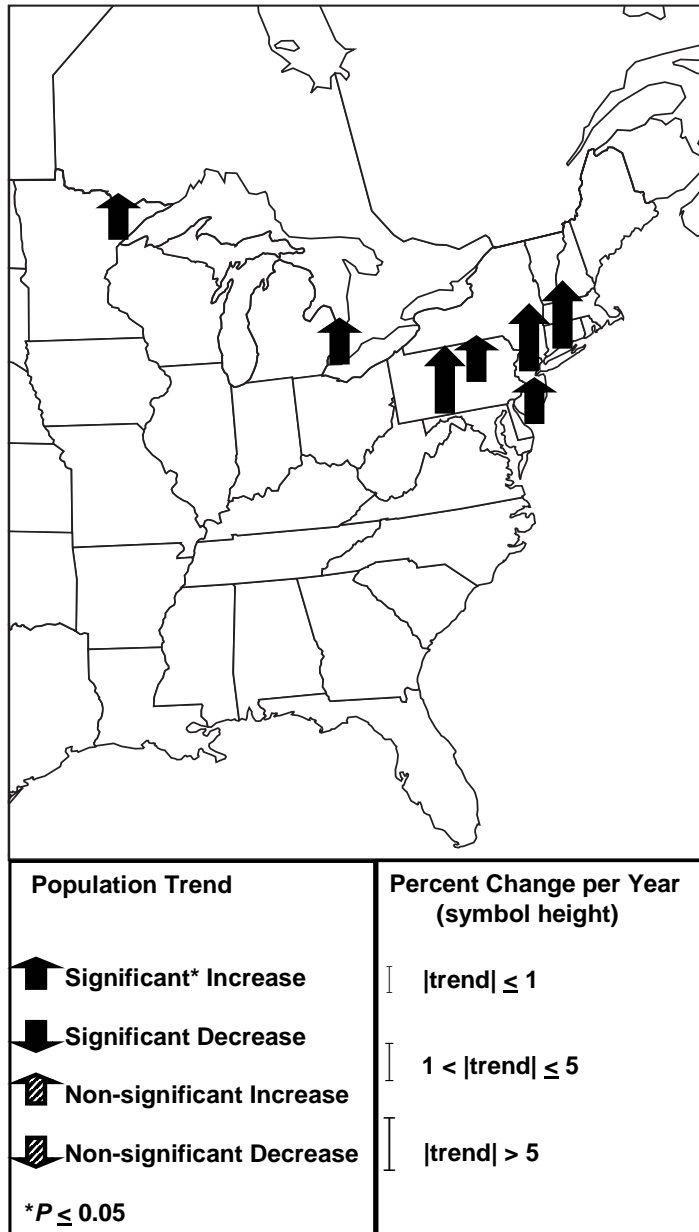 Population Trend
Significant* Increase
Significant Decrease
Non-significant Increase
Non-significant Decrease
*P ≤ 0.05
Percent Change per Year
(symbol height)
|trend| ≤ 1
1 < |trend| ≤ 5
|trend| > 5